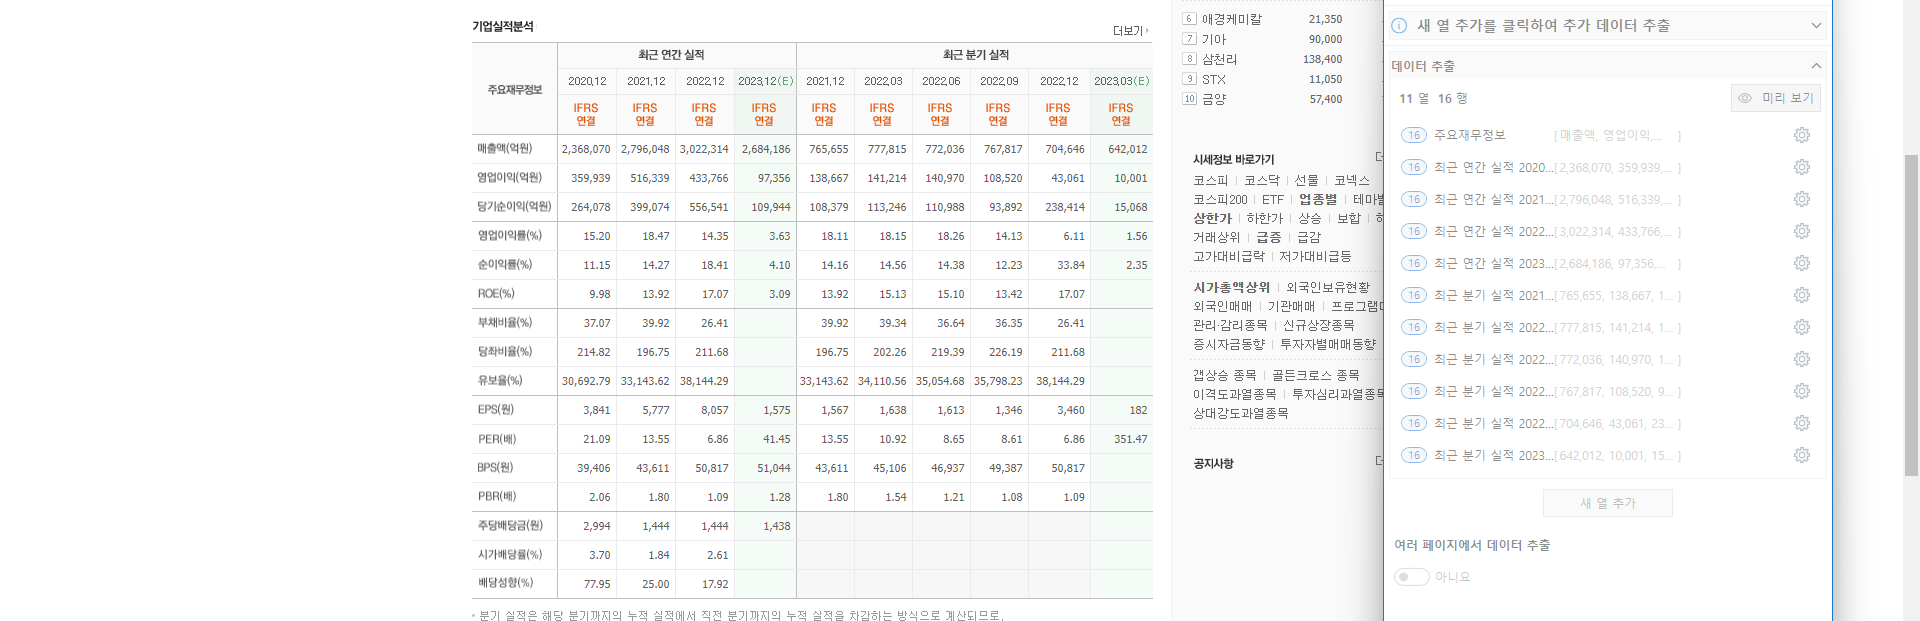 기업실적분석
더보기
주요재무정보 최근 연간 실적 최근 분기 실적
2020.12 2021.12 2022.12 2023.12(E) 2021.12 2022.03 2022.06 2022.09 2022.12 2023.03(E)
IFRS IFRS IFRS IFRS IFRS IFRS IFRS IFRS IFRS IFRS
연결 연결 연결 연결 연결 연결 연결 연결 연결 연결
매출액(억원) 2,368,070 2,796,048 3,022,314 2,684,186 765,655 777,815 772,036 767,817 704,646 642,012
영업이익(억원) 359,939 516,339 433,766 97,356 138,667 141,214 140,970 108,520 43,061 10,001
당기순이익(억원) 264,078 399,074 556,541 109,944 108,379 113,246 110,988 93,892 238,414 15,068
영업이익률(%) 15.20 18.47 14.35 3.63 18.11 18.15 18.26 14.13 6.11 1.56
순이익률(%) 11.15 14.27 18.41 4.10 14.16 14.56 14.38 12.23 33.84 2.35
ROE(%) 9.98 13.92 17.07 3.09 13.92 15.13 15.10 13.42 17.07
부채비율(%) 37.07 39.92 26.41 39.92 39.34 36.64 36.35 26.41
당좌비율(%) 214.82 196.75 211.68 196.75 202.26 219.39 226.19 211.68
유보율(%) 30,692.79 33,143.62 38,144.29 33,143.62 34,110.56 35,054.68 35,798.23 38,144.29
EPS(원) 3,841 5,777 8,057 1,575 1,567 1,638 1,613 1,346 3,460 182
PER(배) 21.09 13.55 6.86 41.45 13.55 10.92 8.65 8.61 6.86 351.47
BPS(원) 39,406 43,611 50,817 51,044 43,611 45,106 46,937 49,387 50,817
PBR(배) 2.06 1.80 1.09 1.28 1.80 1.54 1.21 1.08 1.09
주당배당금(원) 2,994 1,444 1,444 1,438
시가배당률(%) 3.70 1.84 2.61
배당성향(%) 77.95 25.00 17.92
* 분기 실적은 해당 분기까지의 누적 실적에서 직전 분기까지의 누적 실적을 차감하는 방식으로 계산되므로,
6 애경케미칼 21,350
7 기아 90,000
8 삼천리 138,400
9 STX 11,050
10 금양 57,400
시세정보 바로가기
코스피 | 코스닥 | 선물 | 코넥스
코스피200 | ETF | 업종별 | 테마별
상한가 | 하한가 | 상승 | 보합 |
거래상위 | 급증 | 급감
고가대비급락 | 저가대비급등
시가총액상위 | 외국인보유현황
외국인매매 | 기관매매 | 프로그램
관리·감리종목 | 신규상장종목
증시자금동향 | 투자자별매매동향
갭상승 종목 | 골든크로스 종목
이격도과열종목 | 투자심리과열종목
상대강도과열종목
공지사항
새 열 추가를 클릭하여 추가 데이터 추출
데이터 추출
11 열 16 행 미리 보기
16 주요재무정보 [매출액, 영업이익,... ]
16 최근 연간 실적 2020...[2,368,070, 359,939,... ]
16 최근 연간 실적 2021...[2,796,048, 516,339,... ]
16 최근 연간 실적 2022...[3,022,314, 433,766,... ]
16 최근 연간 실적 2023...[2,684,186, 97,356,... ]
16 최근 분기 실적 2021...[765,655, 138,667, 1... ]
16 최근 분기 실적 2022...[777,815, 141,214, 1... ]
16 최근 분기 실적 2022...[772,036, 140,970, 1... ]
16 최근 분기 실적 2022...[767,817, 108,520, 9... ]
16 최근 분기 실적 2022...[704,646, 43,061, 23... ]
16 최근 분기 실적 2023...[642,012, 10,001, 15... ]
새 열 추가
여러 페이지에서 데이터 추출
아니요